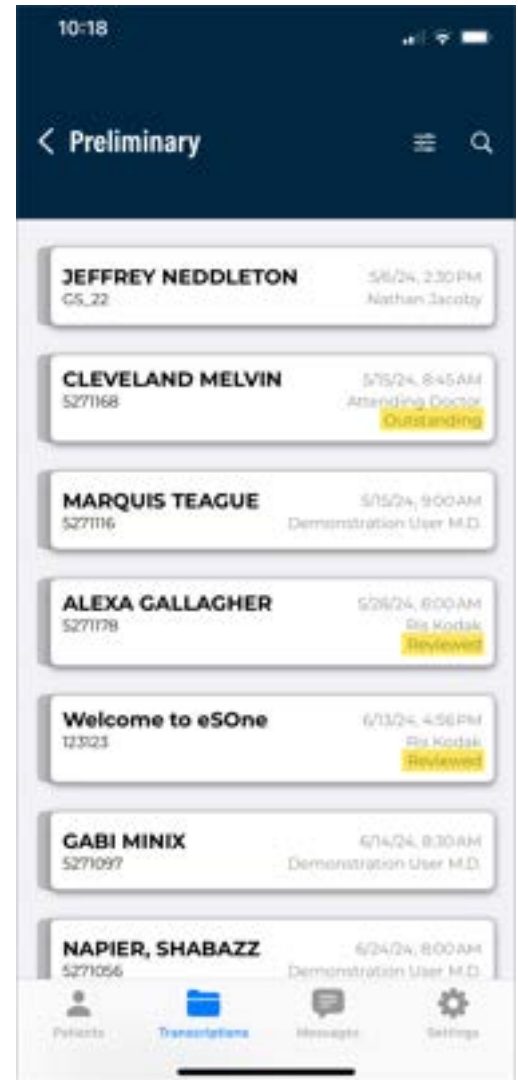 10:18
Preliminary
JEFFREY NEDDLETON
5/6/24, 2:30 PM
GS_22
Nathan Jacoby
CLEVELAND MELVIN
5/15/24, 8:45 AM
5271168
Attending Doctor
Outstanding
MARQUIS TEAGUE
5/15/24, 9:00 AM
5271116
Demonstration User M.D.
ALEXA GALLAGHER
5/26/24, 6:00 AM
5271178
Ris Kodak
Reviewed
Welcome to eSOne
6/13/24, 4:56 PM
123123
Ris Kodak
Reviewed
GABI MINIX
6/14/24, 8:30 AM
5271097
Demonstration User M.D.
NAPIER, SHABAZZ
6/24/24, 8:00 AM
5271056
Demonstration User M.D.
Patients
Transcriptions
Messages
Settings